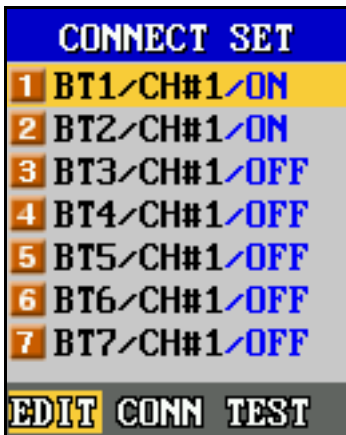 CONNECT SET
1 BT1/CH#1/ON
2 BT2/CH#1/ON
3 BT3/CH#1/OFF
4 BT4/CH#1/OFF
5 BT5/CH#1/OFF
6 BT6/CH#1/OFF
7 BT7/CH#1/OFF
EDIT CONN TEST